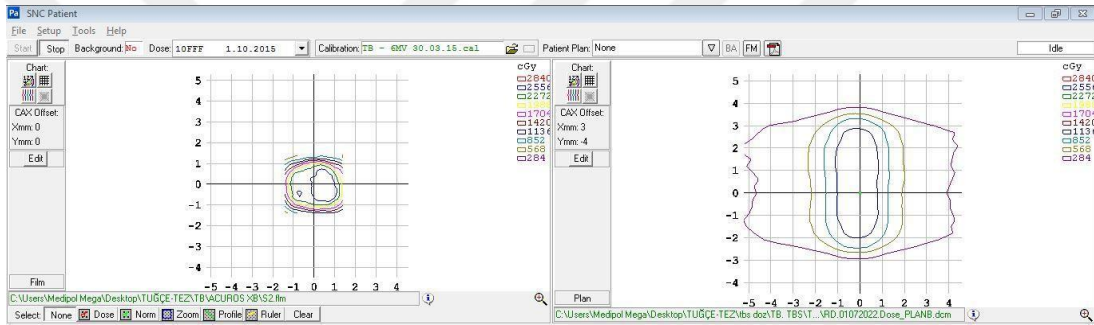 SNC Patient
File Setup Tools Help
Start Stop Background: No Dose: 10FFF 1.10.2015 Calibration: TB - 6MV 30.03.15.cal Patient Plan: None BA FM Idle
Chart:
CAX Offset:
Xmm: 0
Ymm: 0
Edit
Film
5
4
3
2
1
0
-1
-2
-3
-4
-5 -4 -3 -2 -1 0 1 2 3 4
cGy
2840
2556
2272
1704
1420
1136
852
568
284
C:\Users\Medipol Mega\Desktop\TUĞÇE-TEZ\TB\ACUROS XB\S2.flm
Select: None Dose Norm Zoom Profile Ruler Clear
Chart:
CAX Offset:
Xmm: 3
Ymm: -4
Edit
Plan
5
4
3
2
1
0
-1
-2
-3
-4
-5 -4 -3 -2 -1 0 1 2 3 4
cGy
2840
2556
2272
1704
1420
1136
852
568
284
C:\Users\Medipol Mega\Desktop\TUĞÇE-TEZ\tbs doz\TB. TBS\T...\RD.01072022.Dose_PLANB.dcm